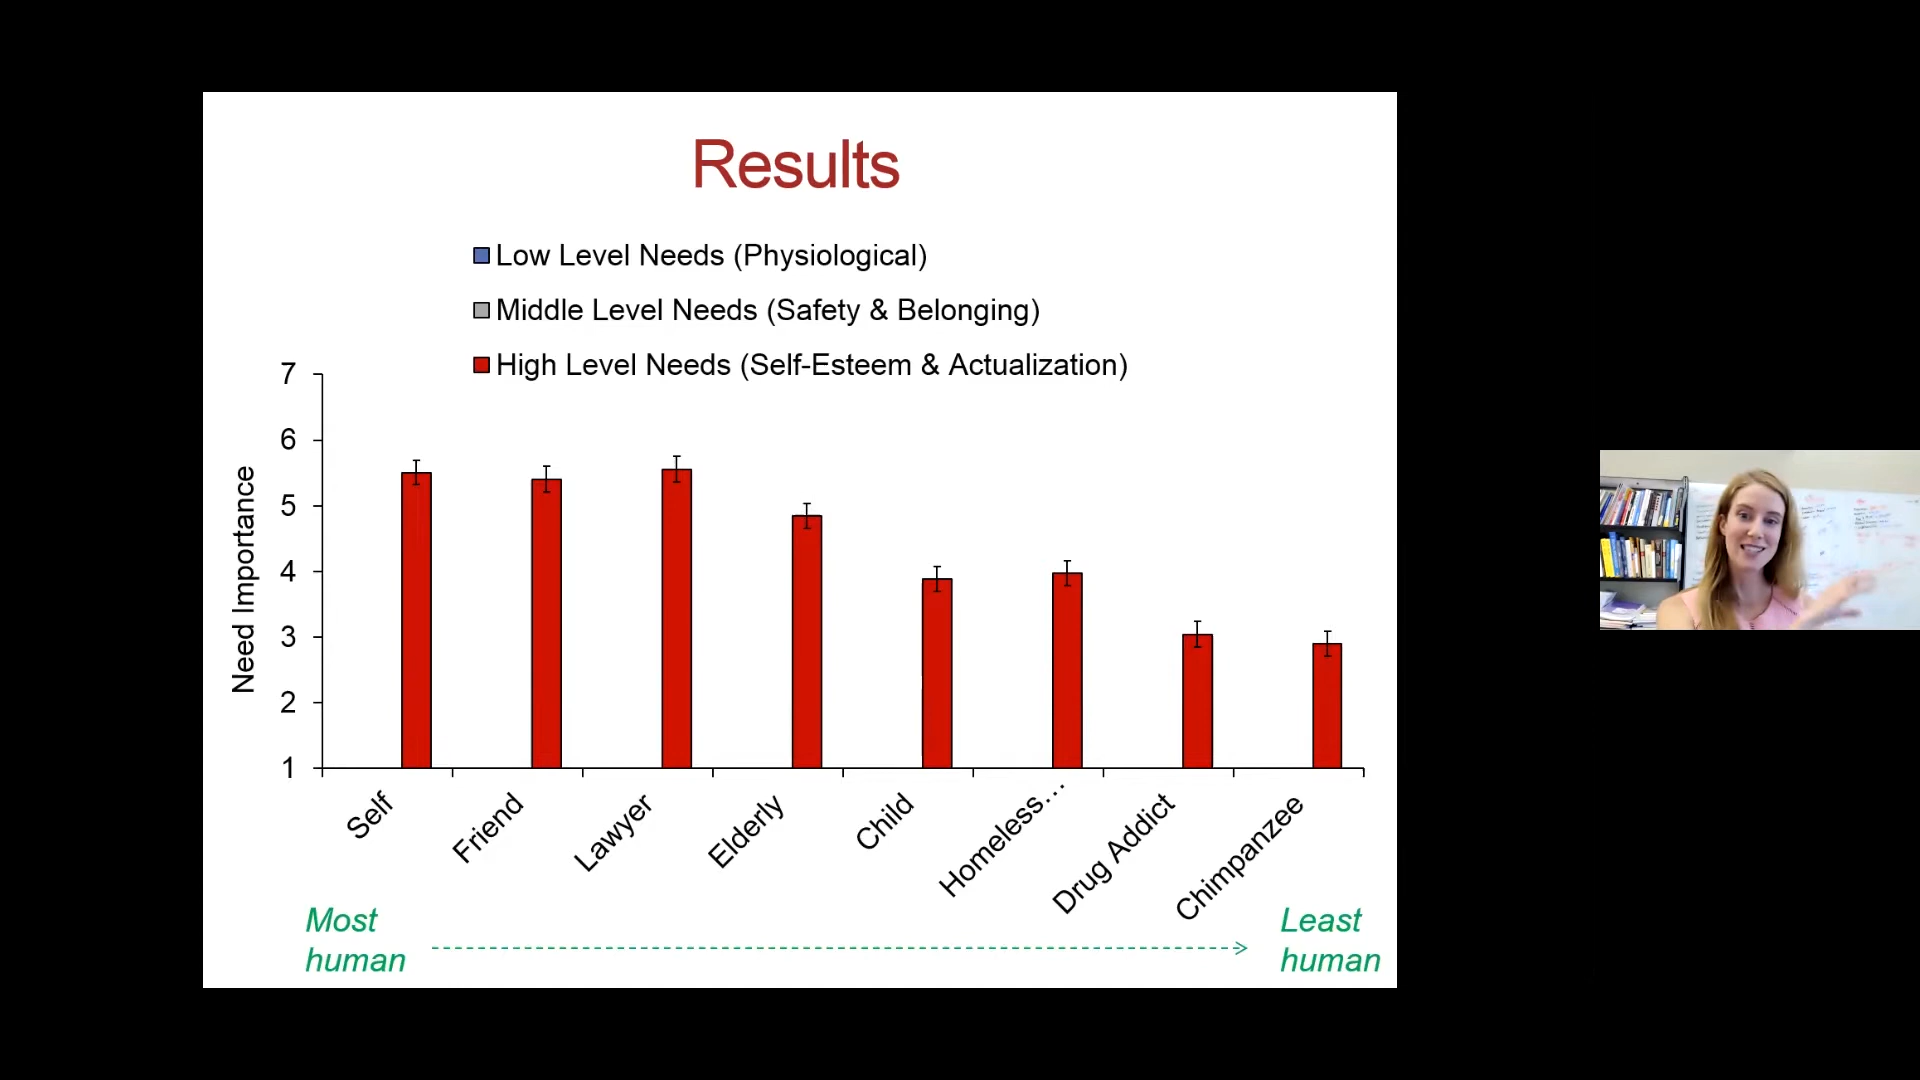 Results
Low Level Needs (Physiological)
Middle Level Needs (Safety & Belonging)
High Level Needs (Self-Esteem & Actualization)
7
6
5
4
3
2
1
Need Importance
Self
Friend
Lawyer
Elderly
Child
Homeless…
Drug Addict
Chimpanzee
Most
human
Least
human